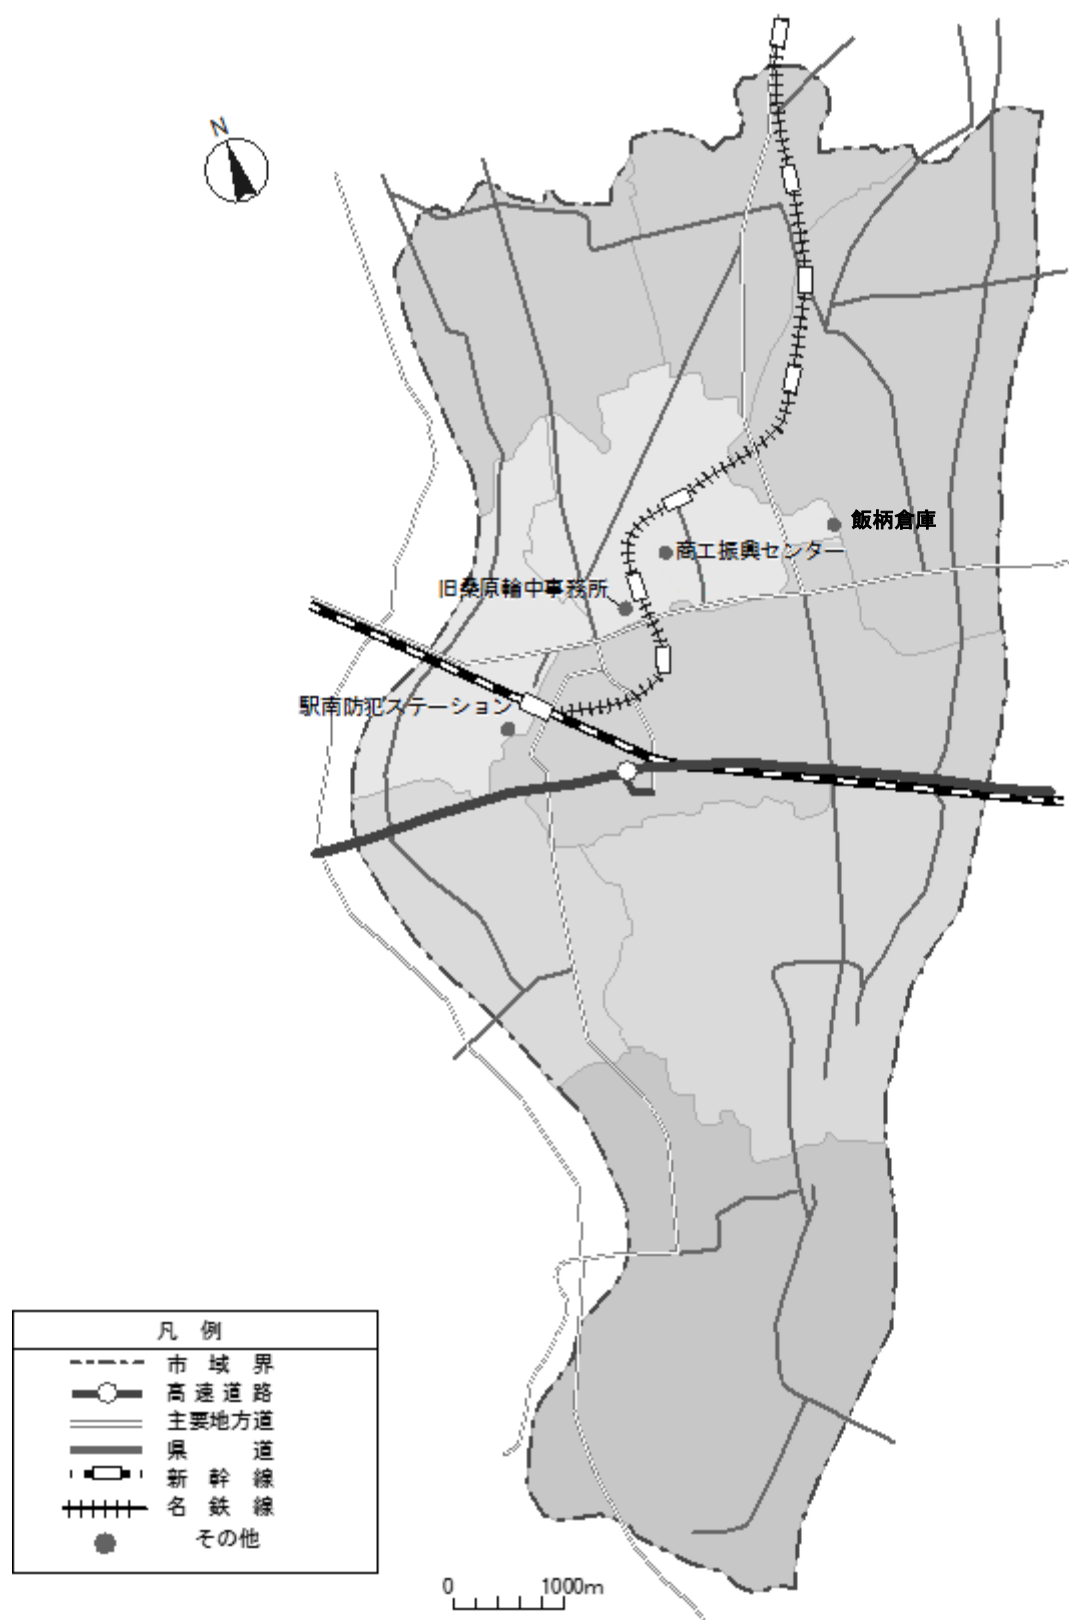 N
飯柄倉庫
商工振興センター
旧桑原輪中事務所
駅南防犯ステーション
凡 例
市 域 界
高 速 道 路
主要地方道
県 道
新 幹 線
名 鉄 線
その他
0 1000m